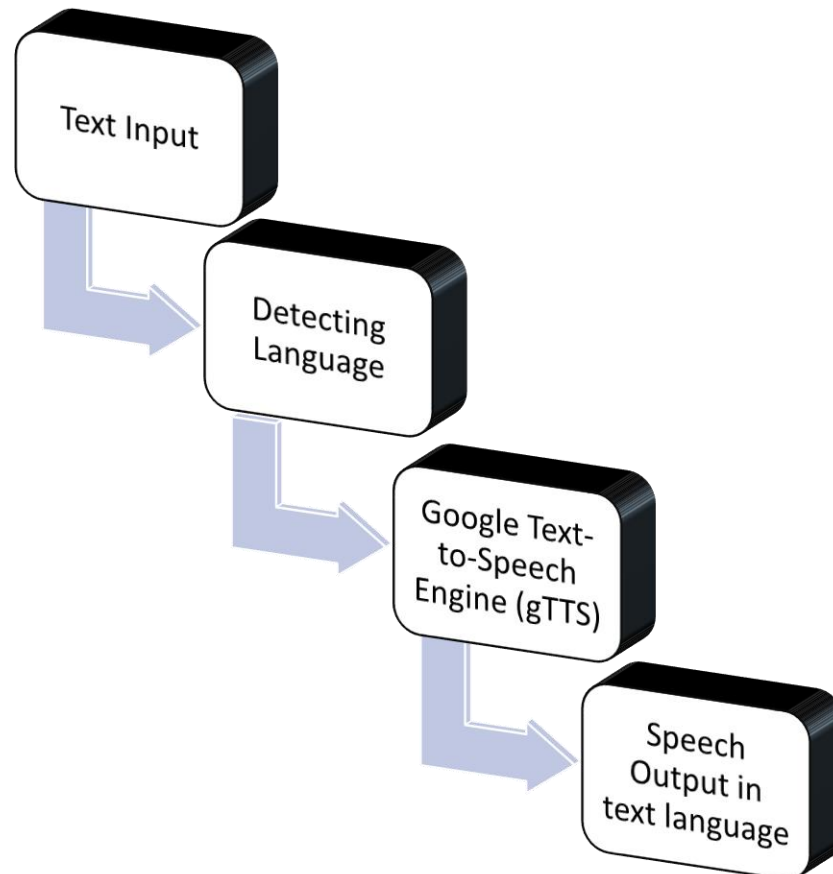 Text Input
Detecting
Language
Google Text-
to-Speech
Engine (gTTS)
Speech
Output in
text language